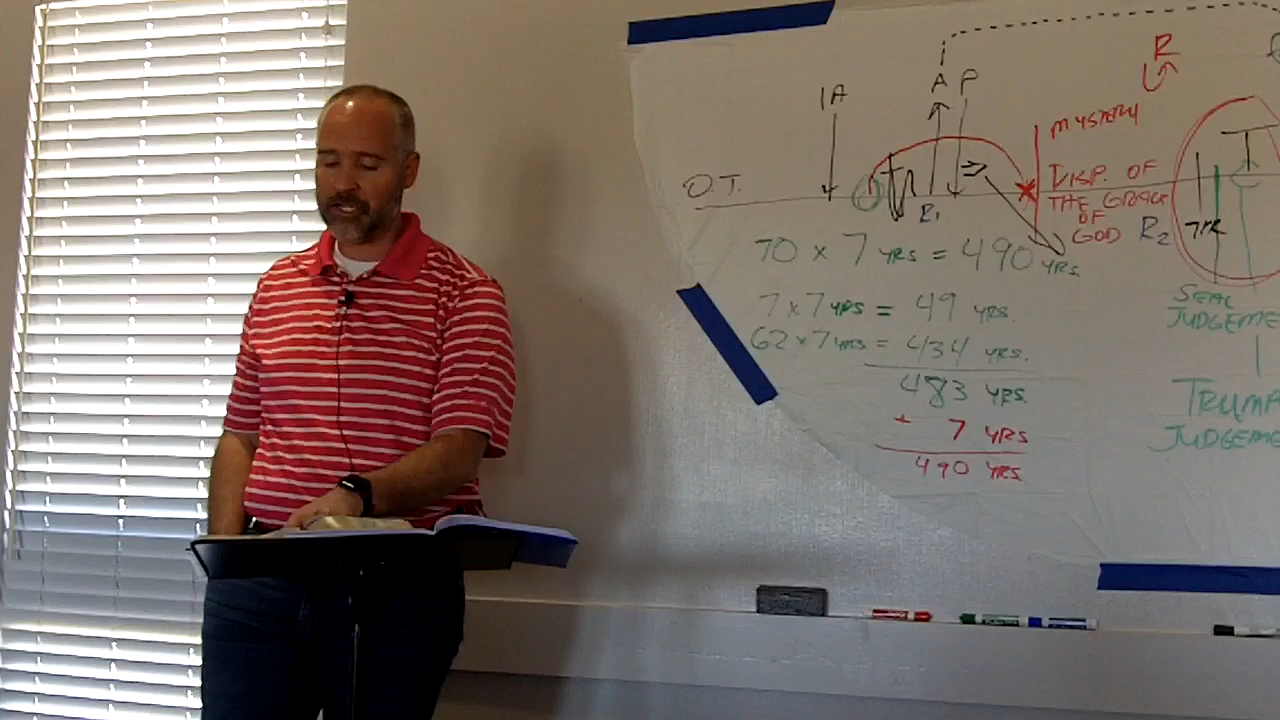 R
A P
1A
MYSTERY
O.T.
DISP. OF
THE GRACE
OF
GOD
R1
R2
7YR
70 x 7 YRS = 490 YRS.
7 x 7 YRS = 49 YRS.
62 x 7 YRS = 434 YRS.
483 YRS.
+ 7 YRS
490 YRS
SEAL
JUDGEME
TRUMP
JUDGEME